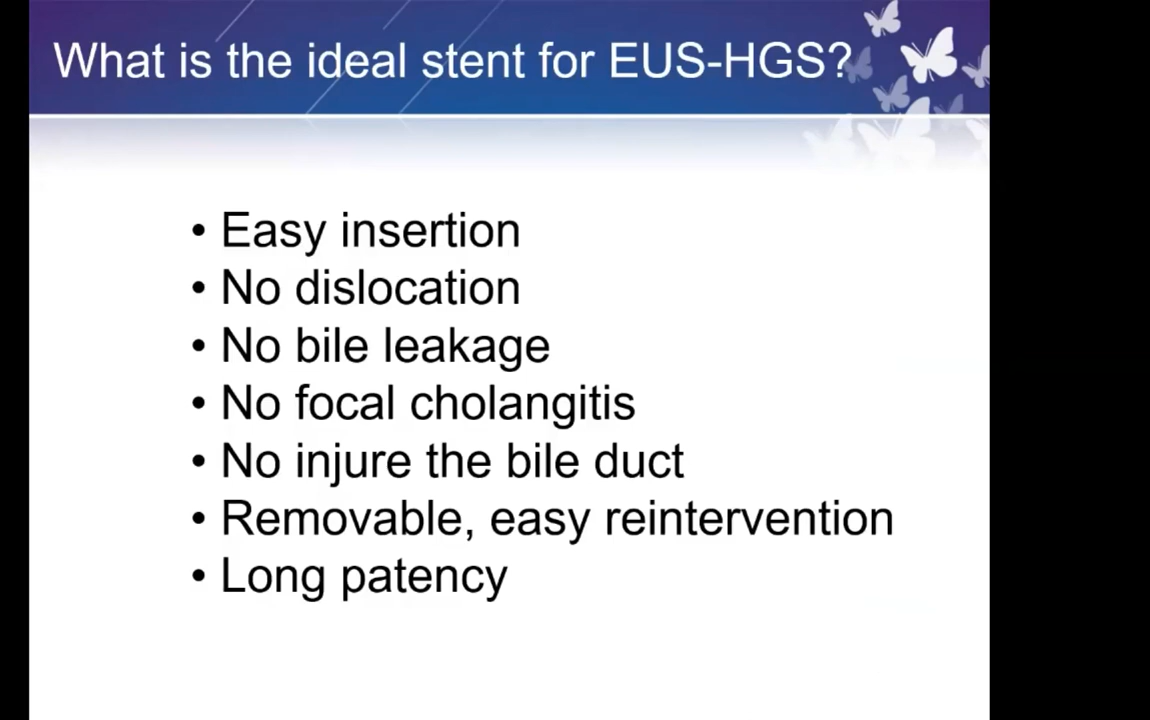 What is the ideal stent for EUS-HGS?
• Easy insertion
• No dislocation
• No bile leakage
• No focal cholangitis
• No injure the bile duct
• Removable, easy reintervention
• Long patency